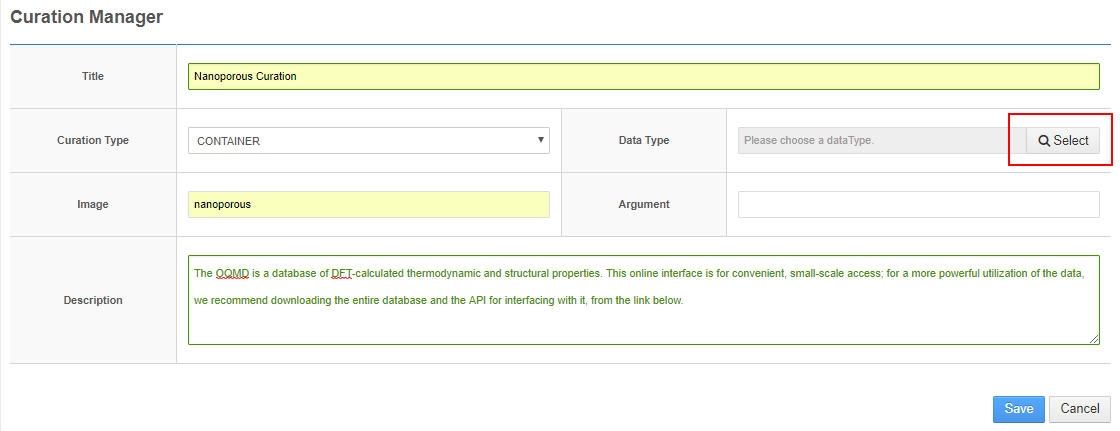 Curation Manager
Title
Nanoporous Curation
Curation Type
CONTAINER
Data Type
Please choose a dataType.
Select
Image
nanoporous
Argument
Description
The OQMD is a database of DFT-calculated thermodynamic and structural properties. This online interface is for convenient, small-scale access; for a more powerful utilization of the data,
we recommend downloading the entire database and the API for interfacing with it, from the link below.
Save
Cancel